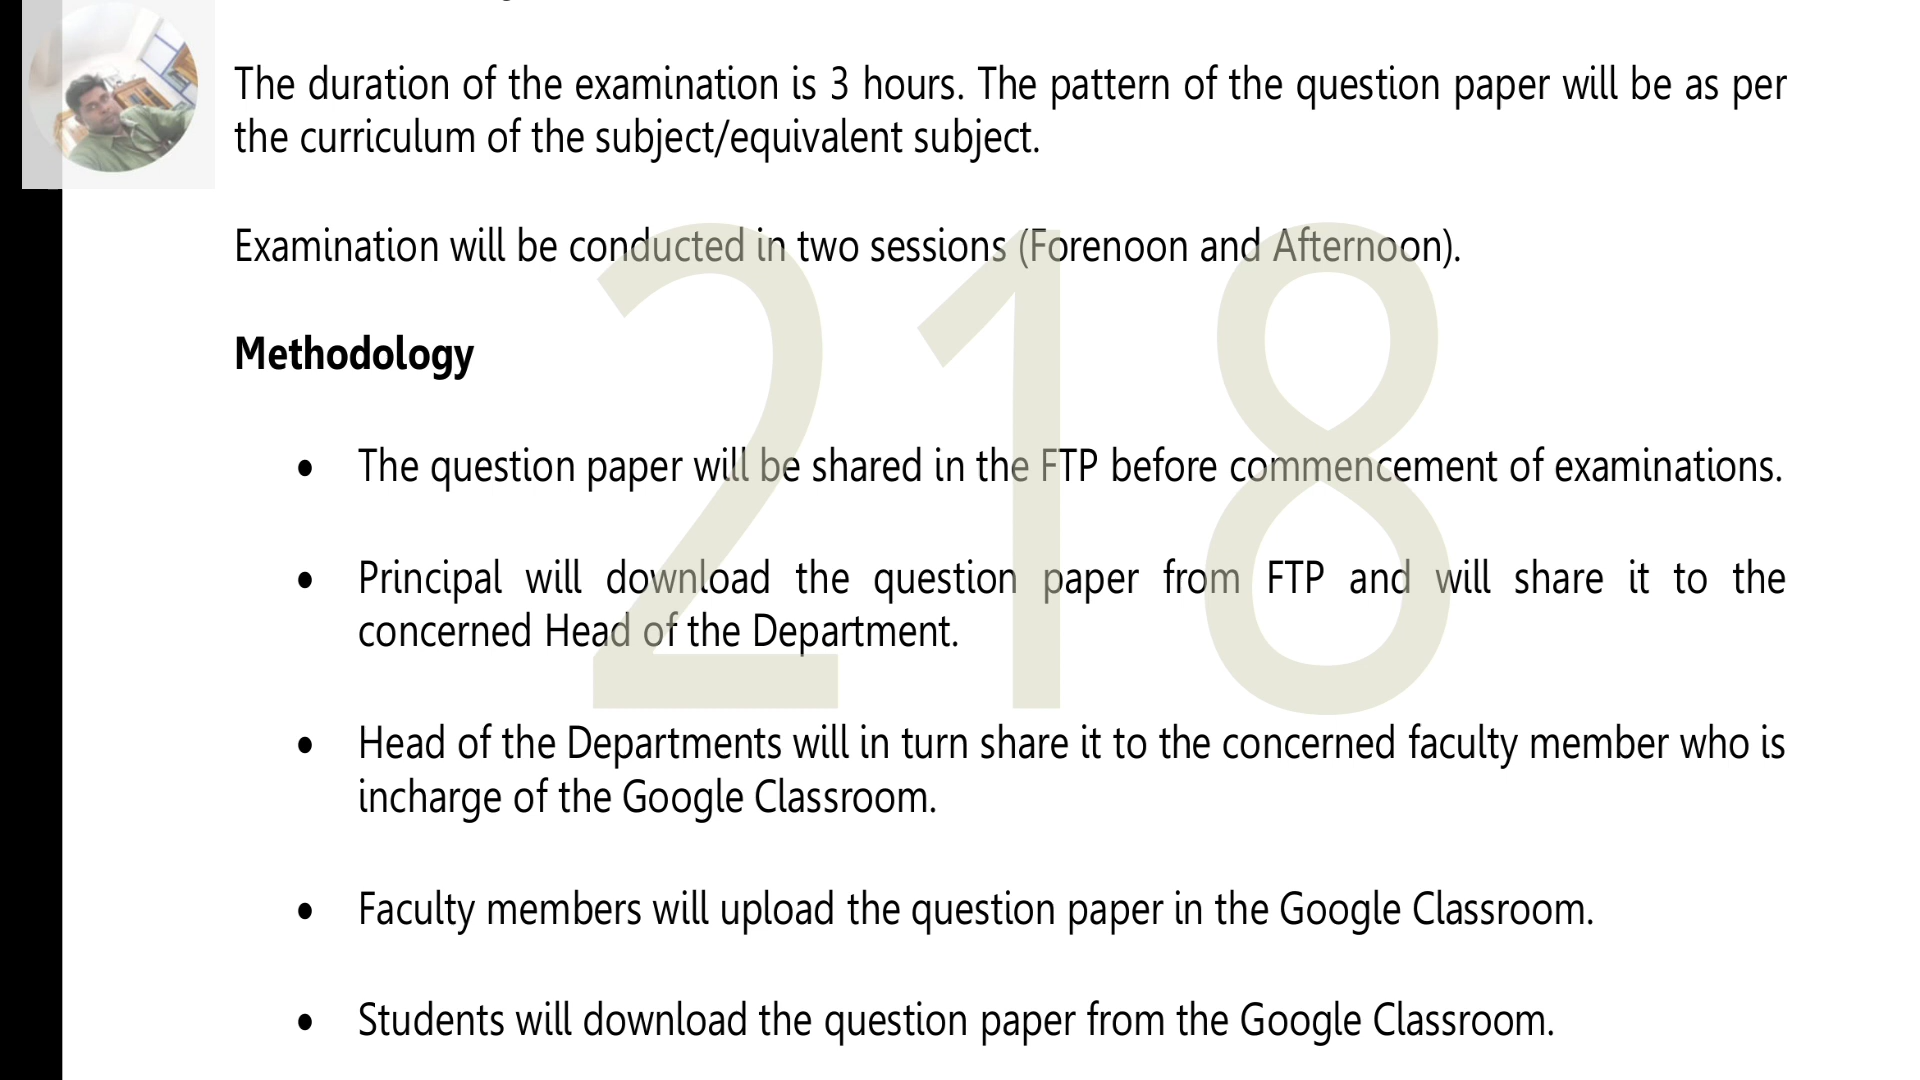 The duration of the examination is 3 hours. The pattern of the question paper will be as per
the curriculum of the subject/equivalent subject.
Examination will be conducted in two sessions (Forenoon and Afternoon).
218
Methodology
• The question paper will be shared in the FTP before commencement of examinations.
• Principal will download the question paper from FTP and will share it to the
concerned Head of the Department.
• Head of the Departments will in turn share it to the concerned faculty member who is
incharge of the Google Classroom.
• Faculty members will upload the question paper in the Google Classroom.
• Students will download the question paper from the Google Classroom.